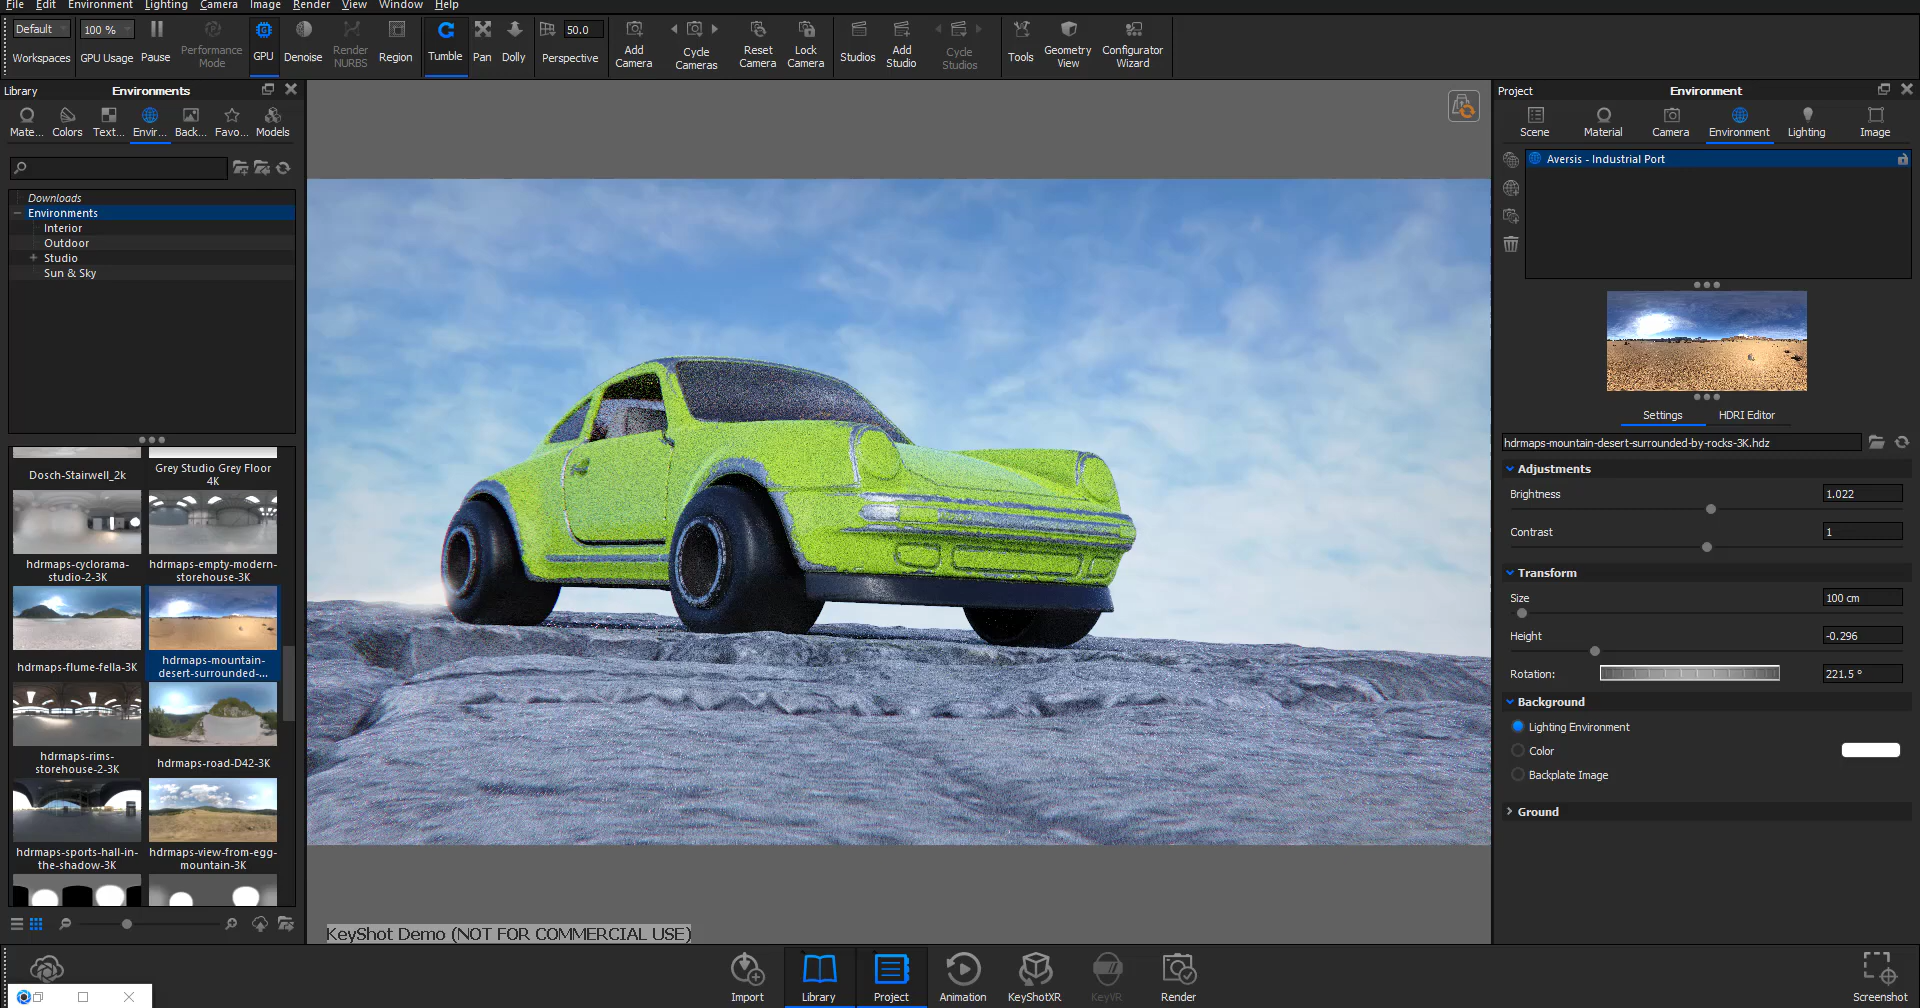 File Edit Environment Lighting Camera Image Render View Window Help
Default 100 % 50.0
Workspaces GPU Usage Pause Performance Mode GPU Denoise Render NURBS Region Tumble Pan Dolly Perspective Add Camera Cycle Cameras Reset Camera Lock Camera Studios Add Studio Cycle Studios Tools Geometry View Configurator Wizard
Library Environments
Mate... Colors Text... Envir... Back... Favo... Models
Downloads
Environments
Interior
Outdoor
Studio
Sun & Sky
Dosch-Stairwell_2k
Grey Studio Grey Floor
4K
hdrmaps-cyclorama-
studio-2-3K
hdrmaps-empty-modern-
storehouse-3K
hdrmaps-flume-fella-3K
hdrmaps-mountain-
desert-surrounded-...
hdrmaps-rims-
storehouse-2-3K
hdrmaps-road-D42-3K
hdrmaps-sports-hall-in-
the-shadow-3K
hdrmaps-view-from-egg-
mountain-3K
KeyShot Demo (NOT FOR COMMERCIAL USE)
Project Environment
Scene Material Camera Environment Lighting Image
Aversis - Industrial Port
Settings HDRI Editor
hdrmaps-mountain-desert-surrounded-by-rocks-3K.hdz
Adjustments
Brightness 1.022
Contrast 1
Transform
Size 100 cm
Height -0.296
Rotation: 221.5 °
Background
Lighting Environment
Color
Backplate Image
Ground
Import Library Project Animation KeyShotXR KeyVR Render Screenshot